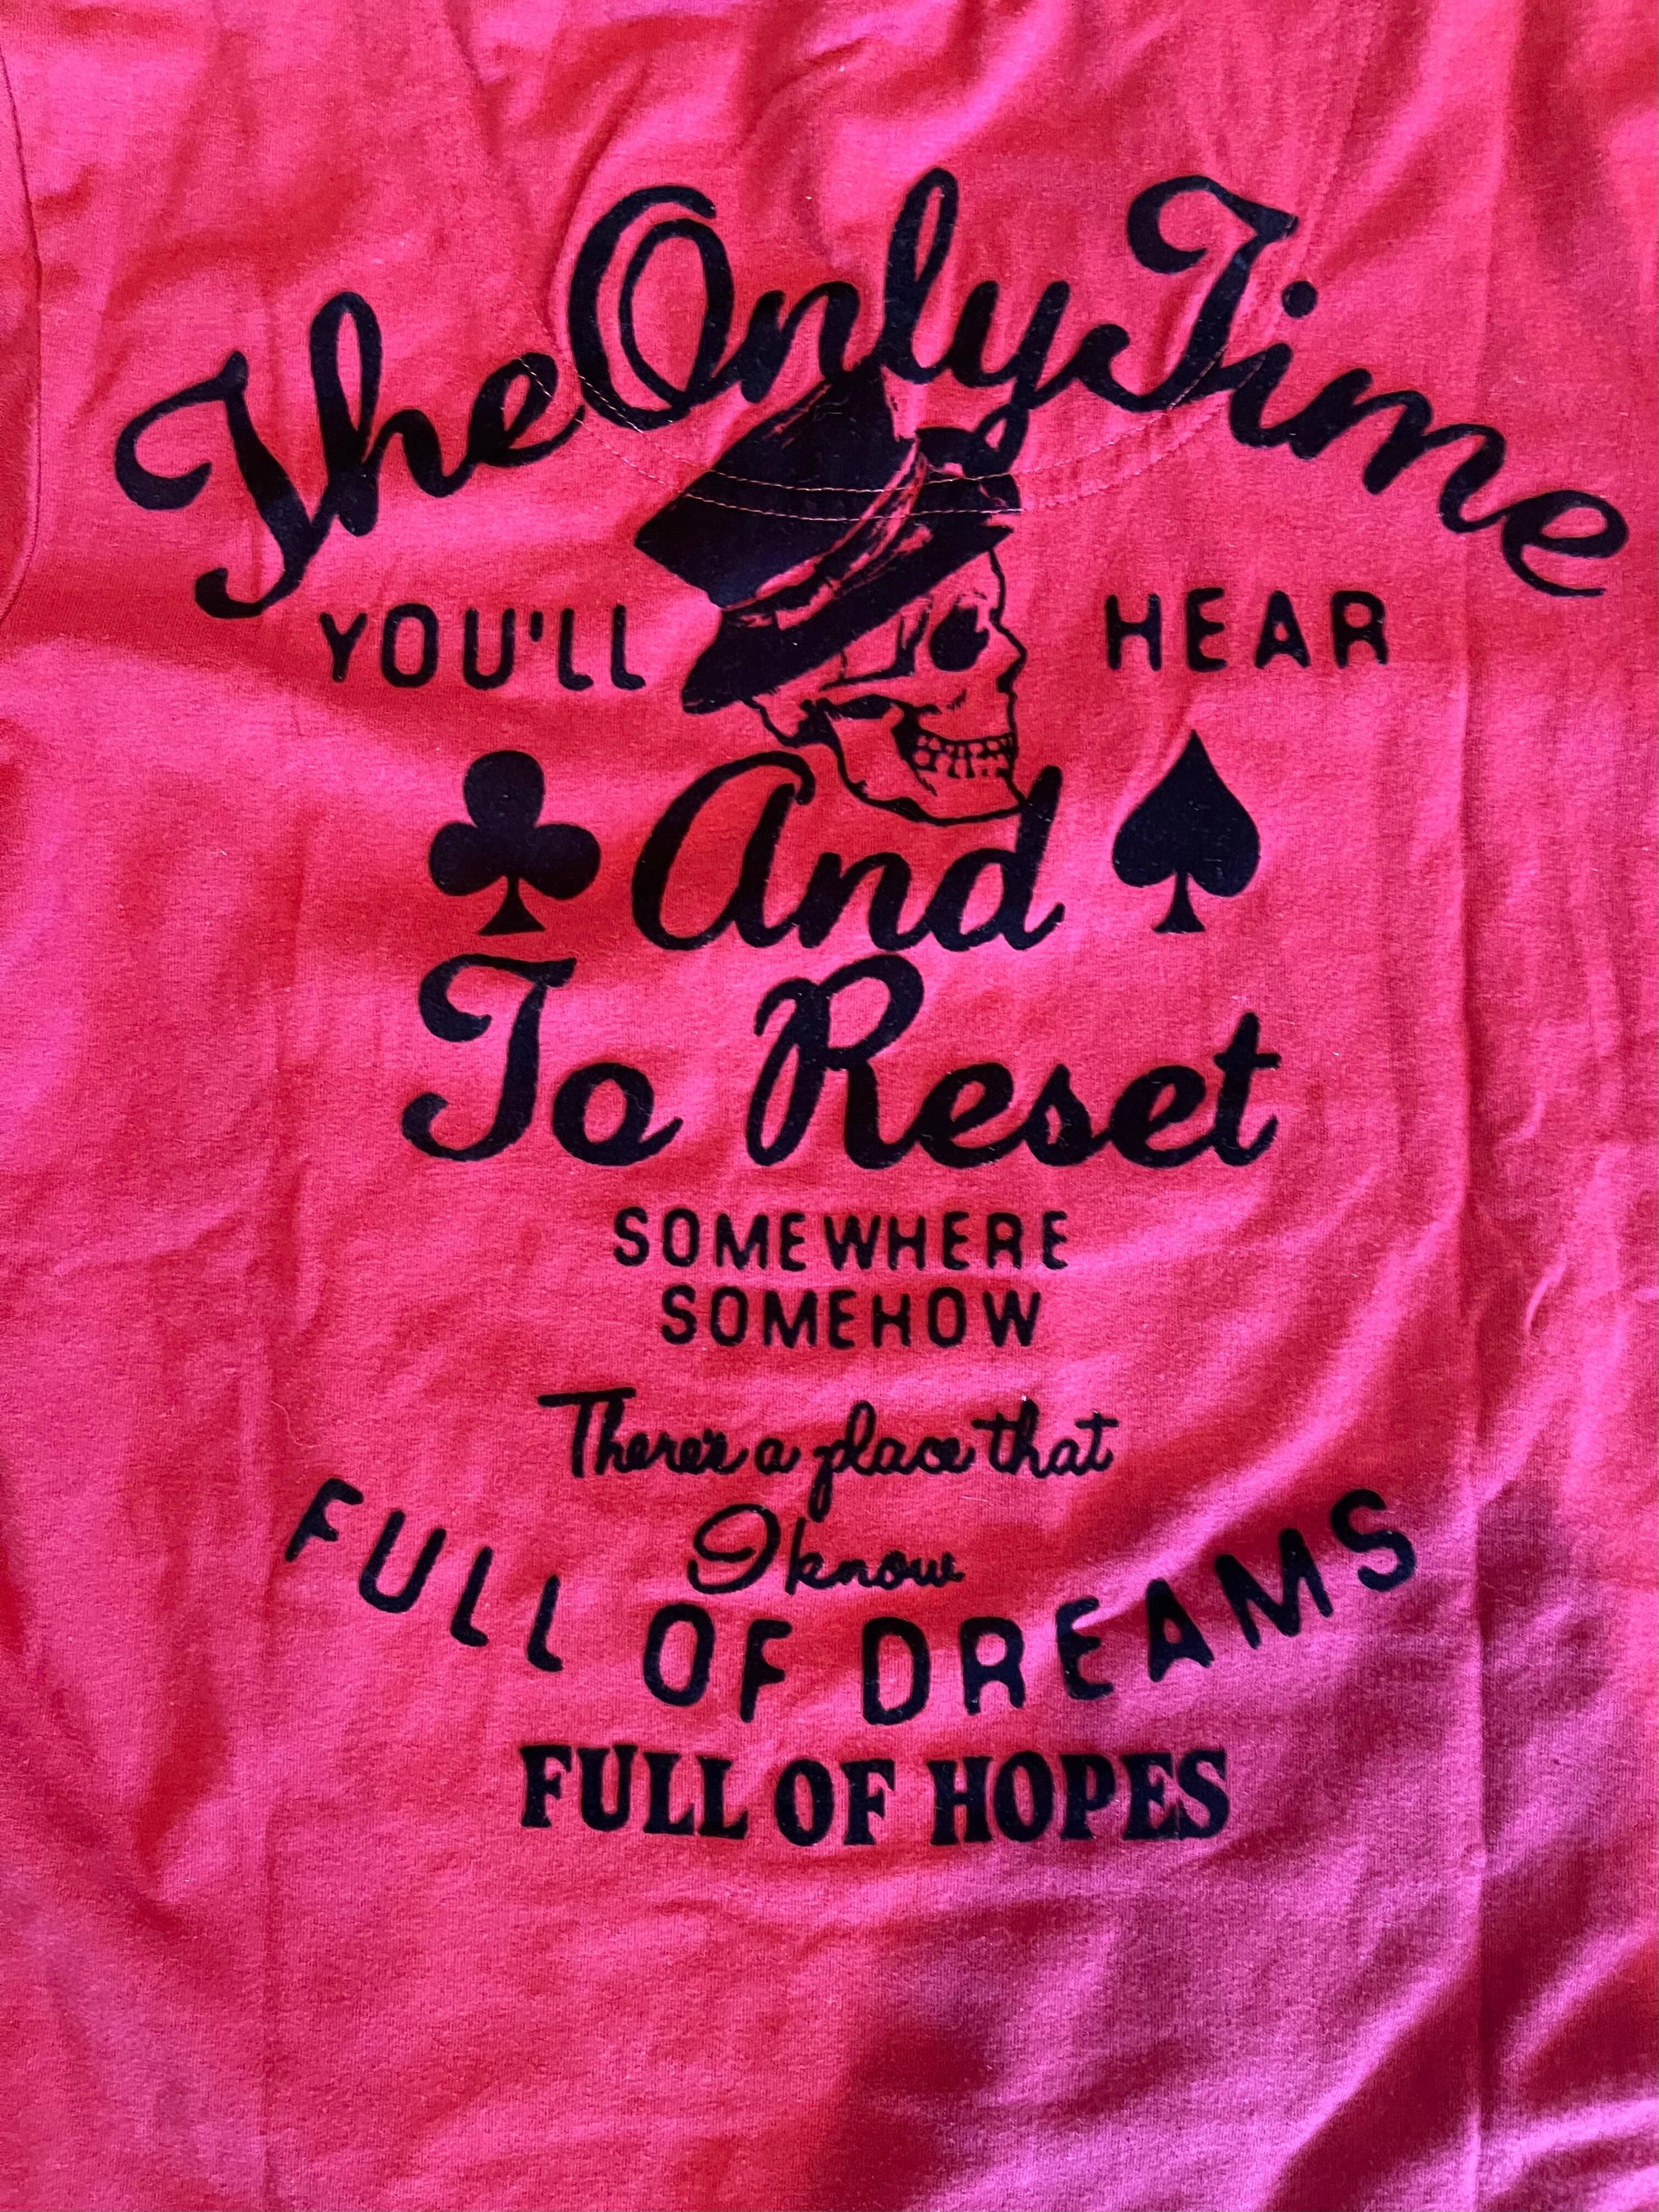 The Only Time
YOU'LL HEAR
And
To Reset
SOMEWHERE
SOMEHOW
There's a place that
I know
FULL OF DREAMS
FULL OF HOPES